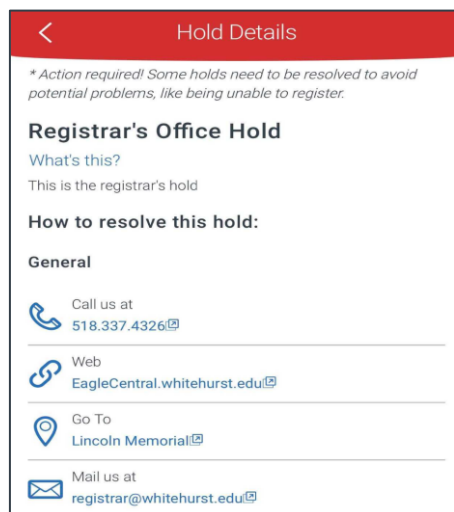 Hold Details
* Action required! Some holds need to be resolved to avoid
potential problems, like being unable to register.
Registrar's Office Hold
What's this?
This is the registrar's hold
How to resolve this hold:
General
Call us at
518.337.4326
Web
EagleCentral.whitehurst.edu
Go To
Lincoln Memorial
Mail us at
registrar@whitehurst.edu